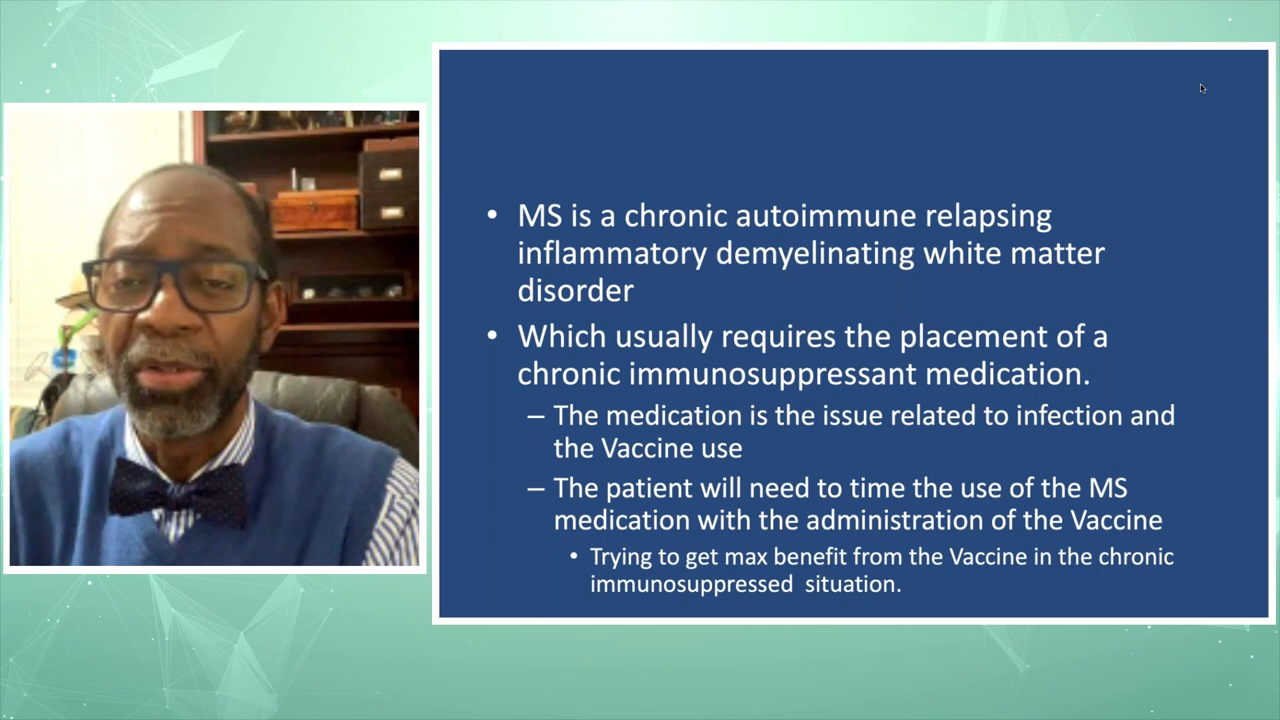 • MS is a chronic autoimmune relapsing
inflammatory demyelinating white matter
disorder
• Which usually requires the placement of a
chronic immunosuppressant medication.
– The medication is the issue related to infection and
the Vaccine use
– The patient will need to time the use of the MS
medication with the administration of the Vaccine
• Trying to get max benefit from the Vaccine in the chronic
immunosuppressed  situation.